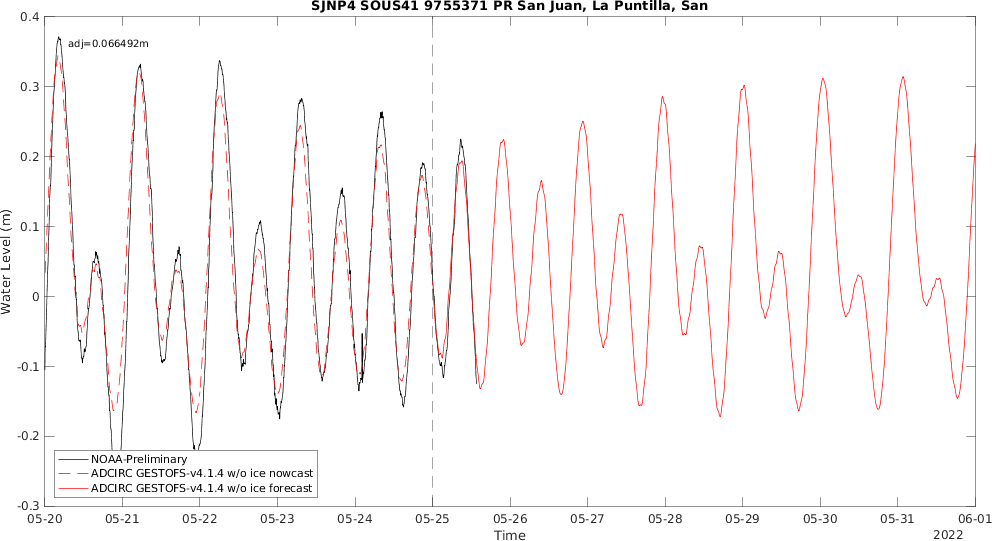 SJNP4 SOUS41 9755371 PR San Juan, La Puntilla, San
adj=0.066492m
Water Level (m)
0.4
0.3
0.2
0.1
0
-0.1
-0.2
-0.3
NOAA-Preliminary
ADCIRC GESTOFS-v4.1.4 w/o ice nowcast
ADCIRC GESTOFS-v4.1.4 w/o ice forecast
05-20 05-21 05-22 05-23 05-24 05-25 05-26 05-27 05-28 05-29 05-30 05-31 06-01
Time
2022